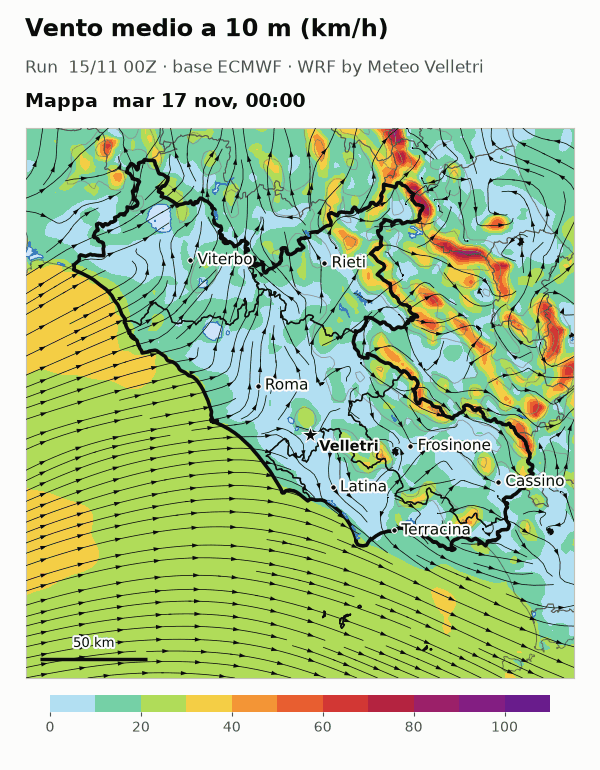 Vento medio a 10 m (km/h)
Run 15/11 00Z · base ECMWF · WRF by Meteo Velletri
Mappa mar 17 nov, 00:00
Viterbo
Rieti
Roma
Velletri
Frosinone
Cassino
Latina
Terracina
50 km
0 20 40 60 80 100